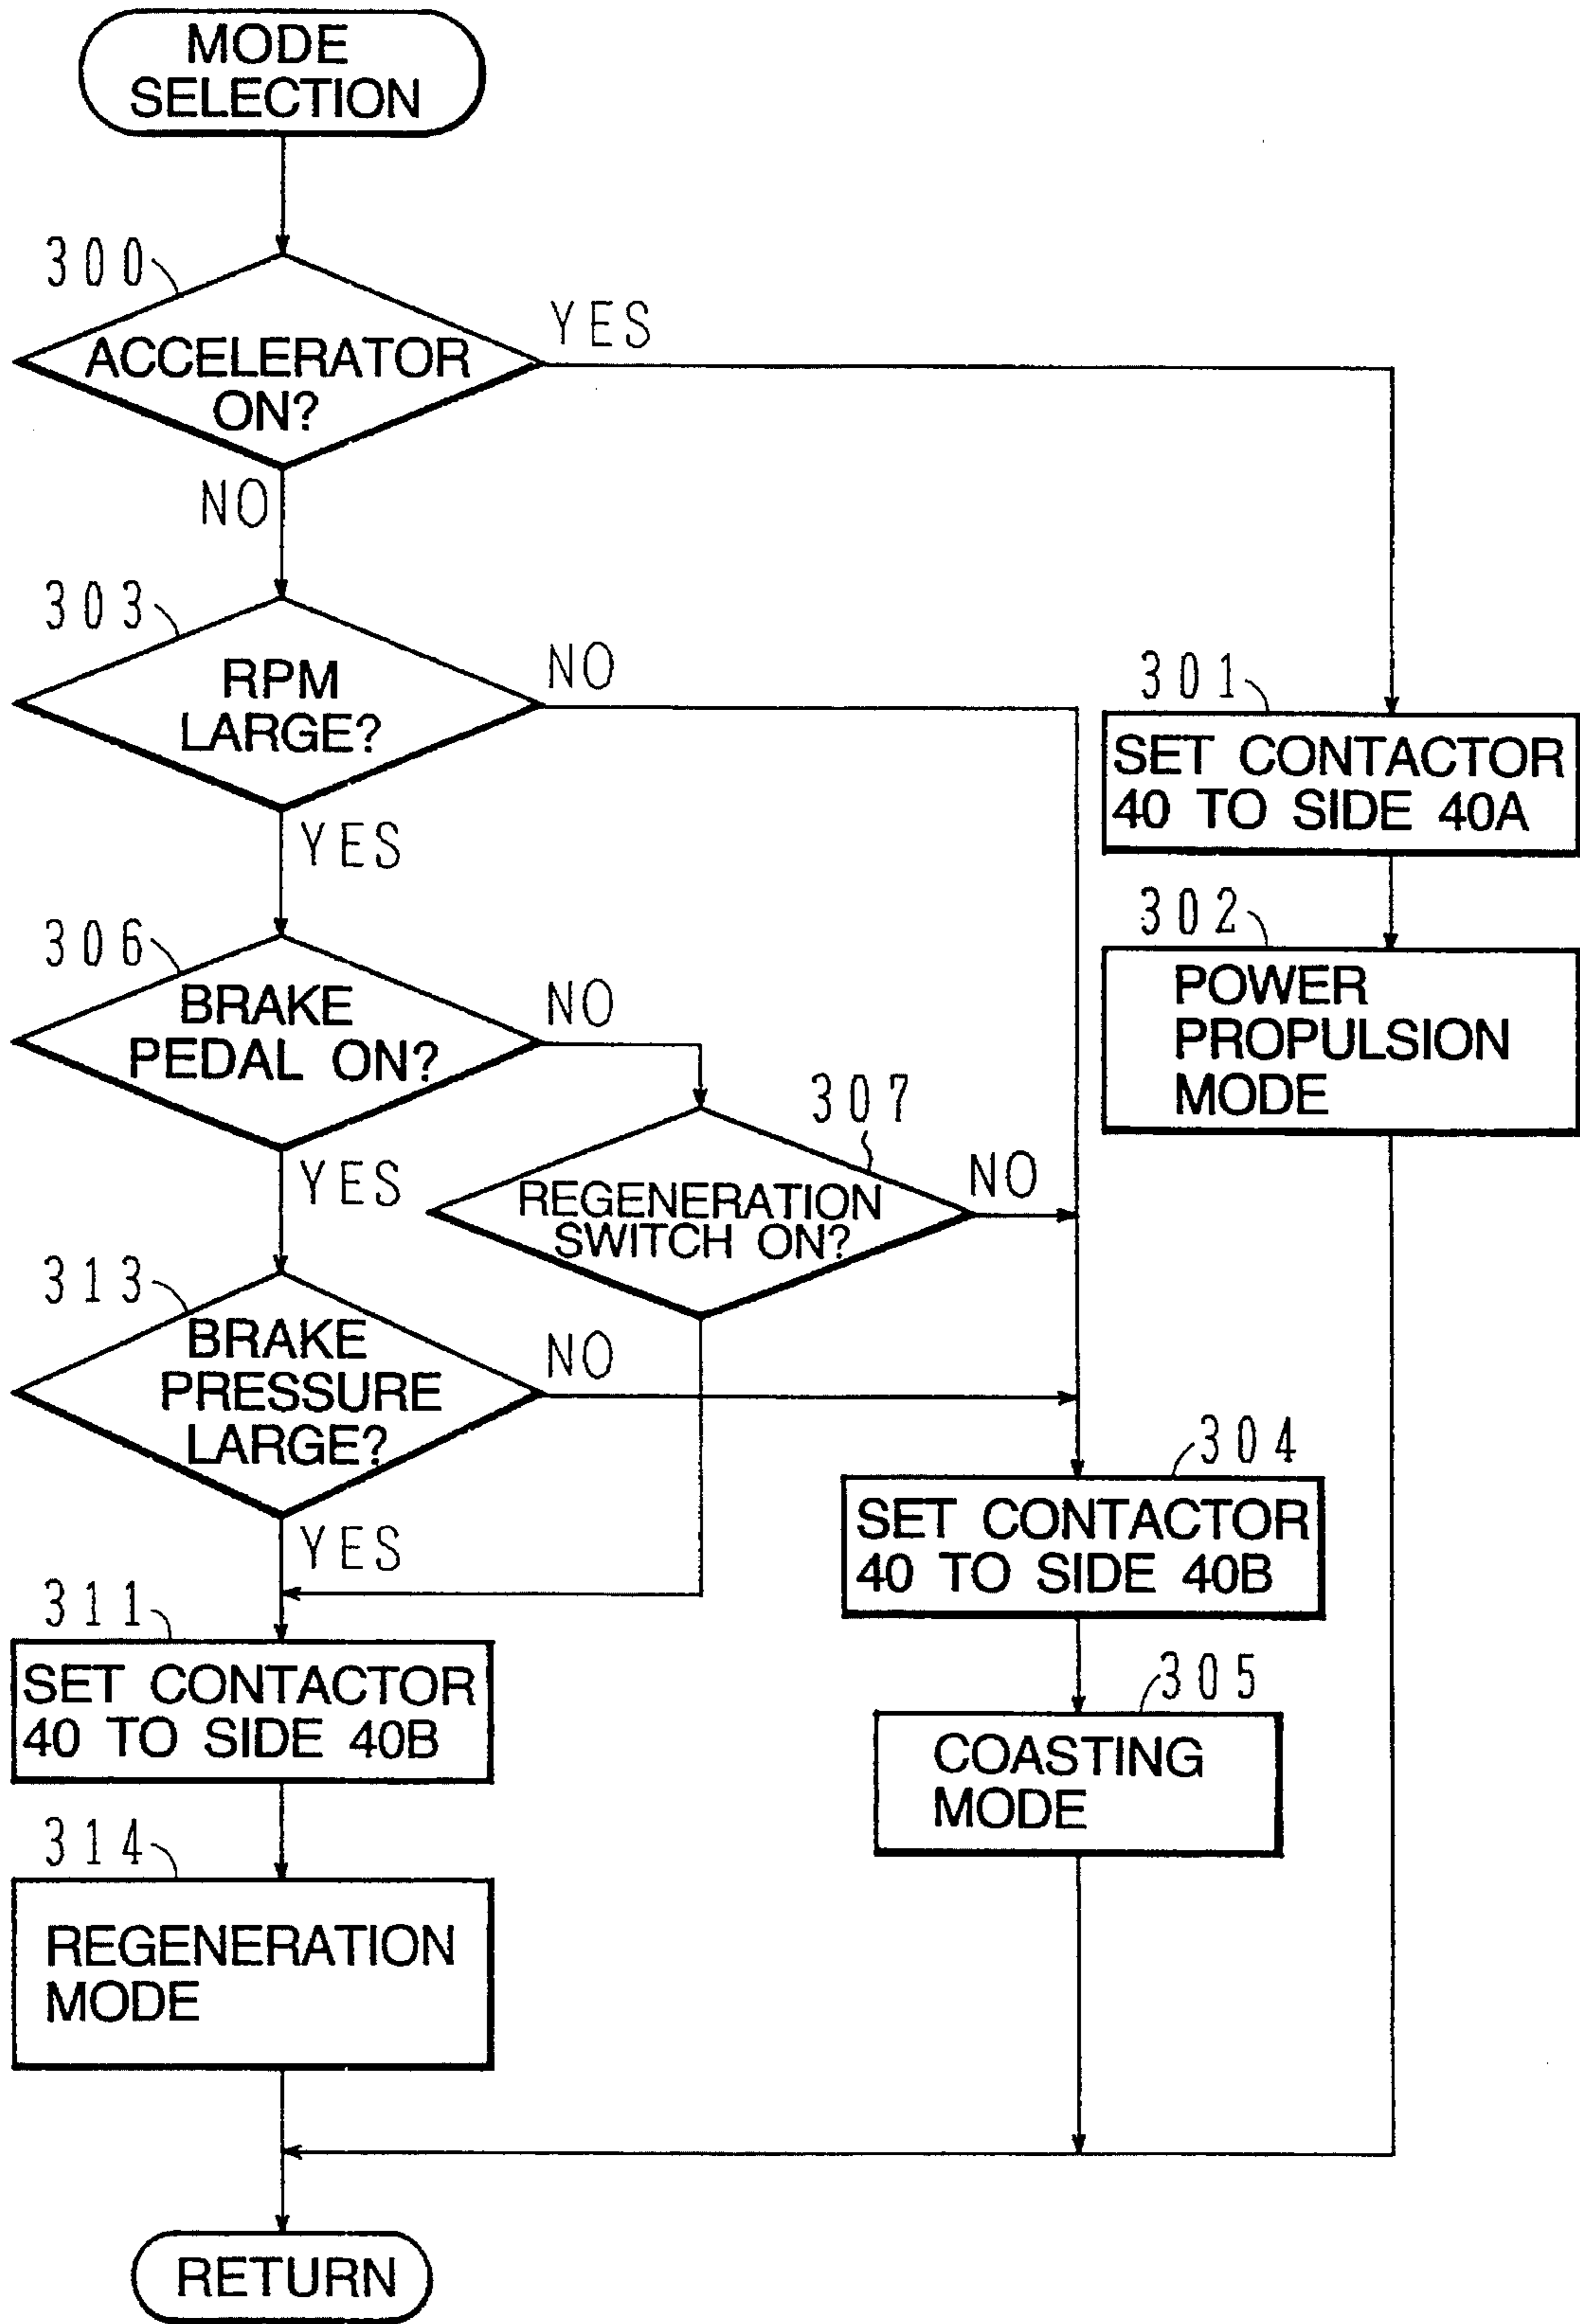 MODE
SELECTION
300
ACCELERATOR
ON?
YES
NO
303
RPM
LARGE?
NO
YES
301
SET CONTACTOR
40 TO SIDE 40A
302
POWER
PROPULSION
MODE
306
BRAKE
PEDAL ON?
NO
YES
307
REGENERATION
SWITCH ON?
NO
313
BRAKE
PRESSURE
LARGE?
NO
YES
304
SET CONTACTOR
40 TO SIDE 40B
305
COASTING
MODE
311
SET CONTACTOR
40 TO SIDE 40B
314
REGENERATION
MODE
RETURN